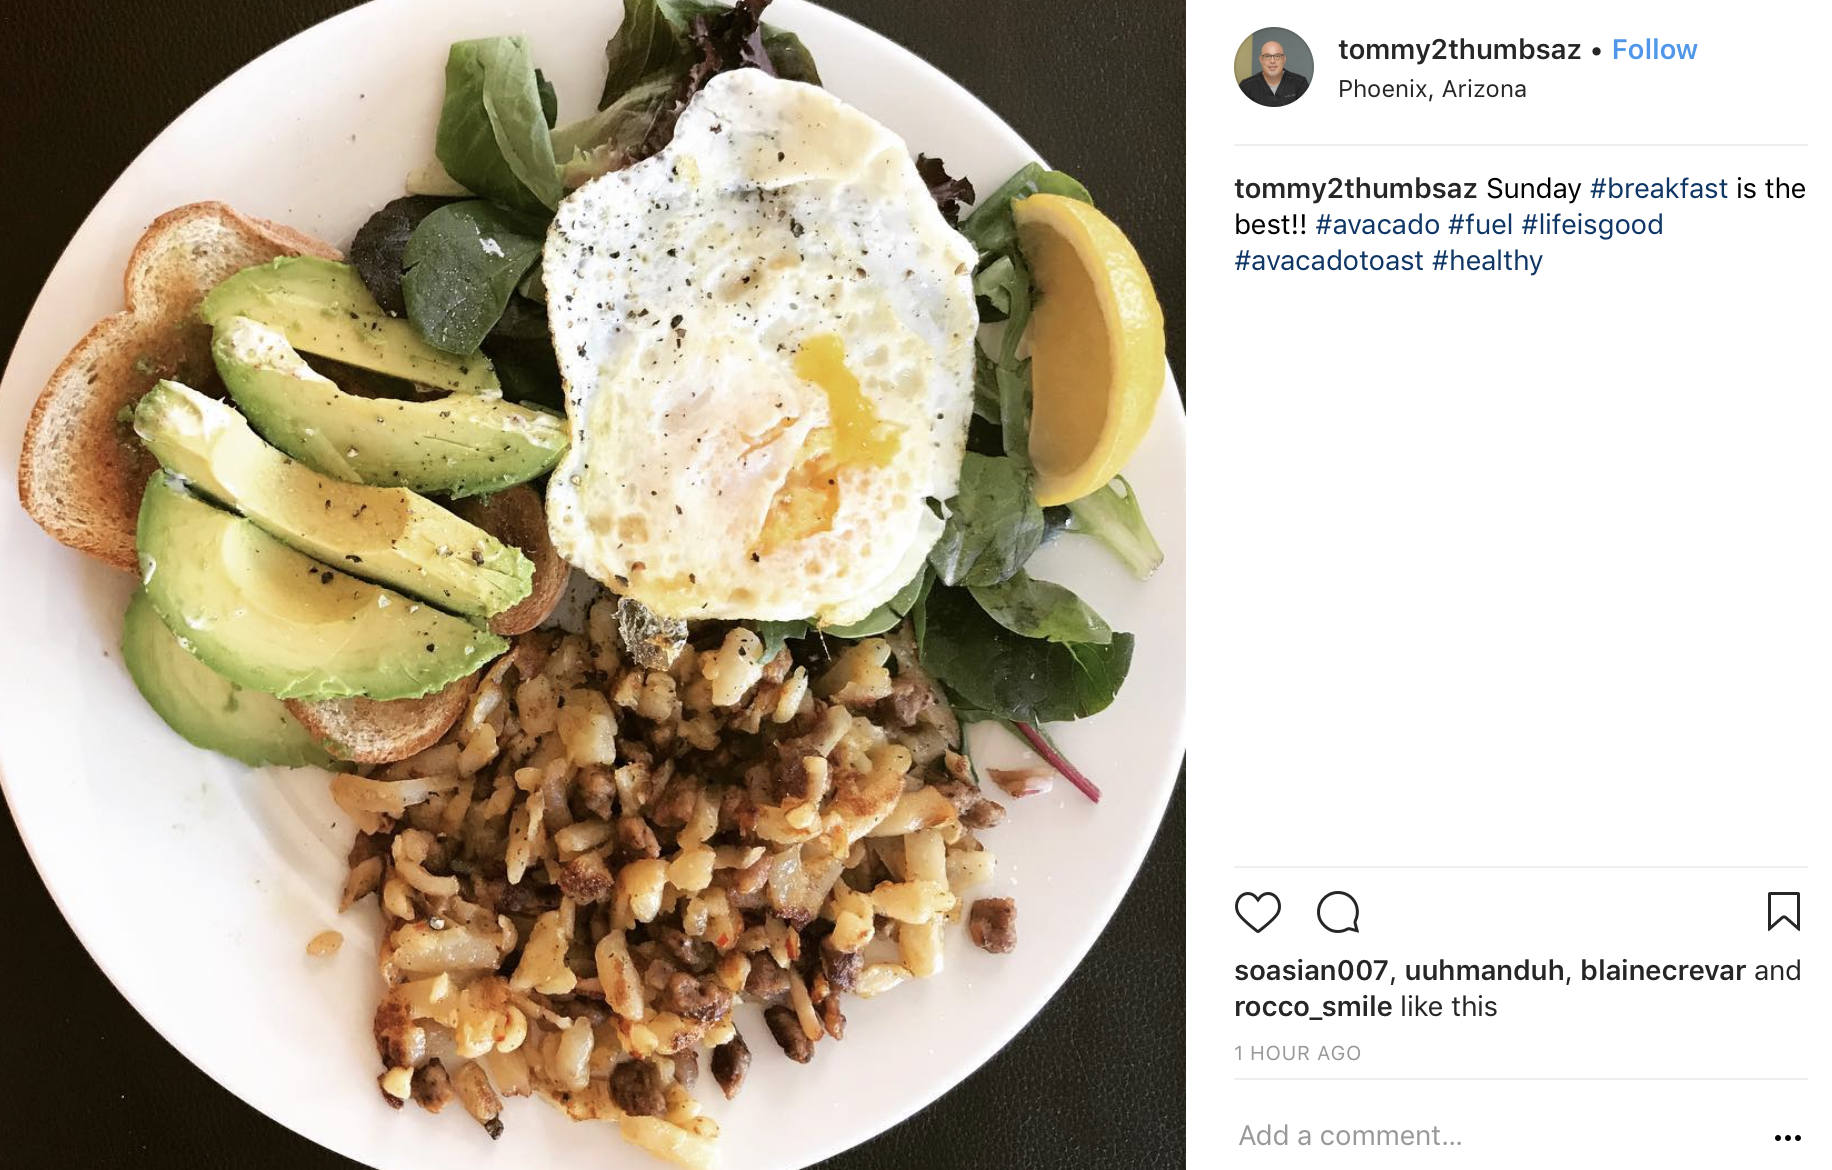 tommy2thumbsaz • Follow
Phoenix, Arizona
tommy2thumbsaz Sunday #breakfast is the
best!! #avacado #fuel #lifeisgood
#avacadotoast #healthy
soasian007, uuhmanduh, blainecrevar and
rocco_smile like this
1 HOUR AGO
Add a comment...